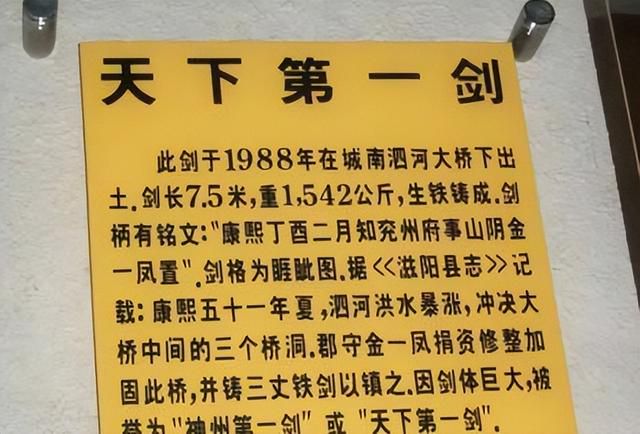 天下第一剑
此剑于1988年在城南泗河大桥下出
土.剑长7.5米,重1,542公斤,生铁铸成.剑
柄有铭文:"康熙丁酉二月知兖州府事山阴金
一凤置".剑格为睚眦图.据<<滋阳县志>>记
载:康熙五十一年夏,泗河洪水暴涨,冲决大
桥中间的三个桥洞.郡守金一凤捐资修整加
固此桥,并铸三丈铁剑以镇之.因剑体巨大,被
誉为"神州第一剑" 或 "天下第一剑".